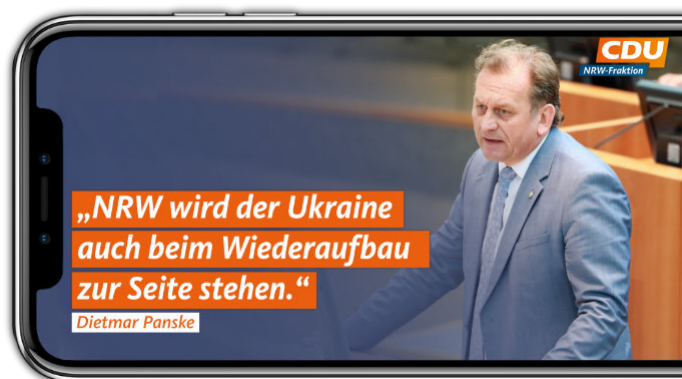 CDU
NRW-Fraktion
„NRW wird der Ukraine
auch beim Wiederaufbau
zur Seite stehen.“
Dietmar Panske